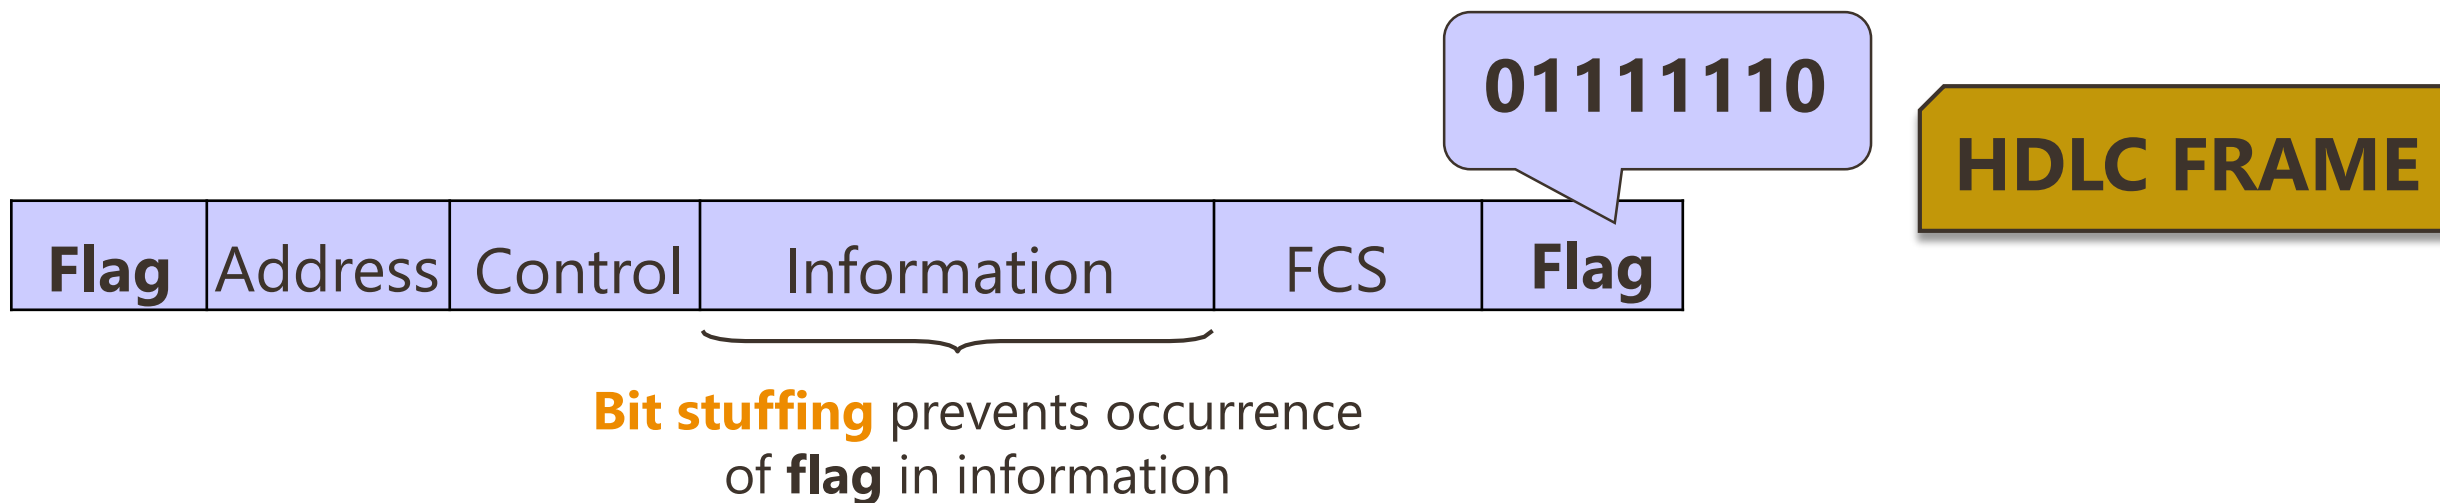 01111110
HDLC FRAME
Flag Address Control Information FCS Flag
Bit stuffing prevents occurrence
of flag in information